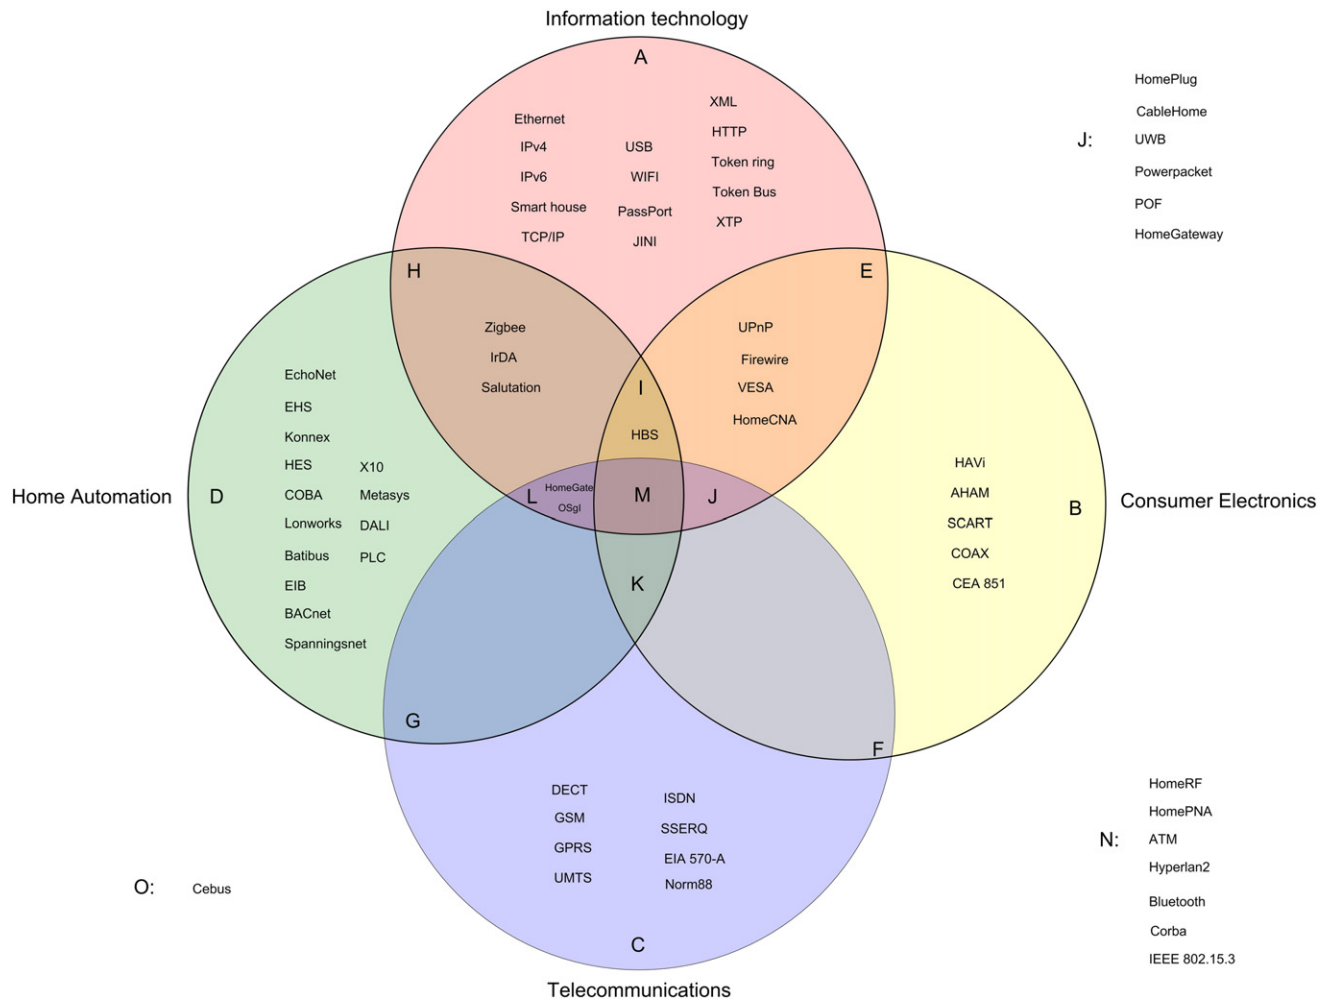 Information technology
A
Ethernet
IPv4
IPv6
Smart house
TCP/IP
USB
WIFI
PassPort
JINI
XML
HTTP
Token ring
Token Bus
XTP
J:
HomePlug
CableHome
UWB
Powerpacket
POF
HomeGateway
H
Zigbee
IrDA
Salutation
E
UPnP
Firewire
VESA
HomeCNA
I
HBS
Home Automation
D
EchoNet
EHS
Konnex
HES
COBA
Lonworks
Batibus
EIB
BACnet
Spanningsnet
X10
Metasys
DALI
PLC
L
HomeGate
OSgI
M
J
K
HAVi
AHAM
SCART
COAX
CEA 851
B
Consumer Electronics
G
F
DECT
GSM
GPRS
UMTS
ISDN
SSERQ
EIA 570-A
Norm88
C
Telecommunications
O:
Cebus
N:
HomeRF
HomePNA
ATM
Hyperlan2
Bluetooth
Corba
IEEE 802.15.3